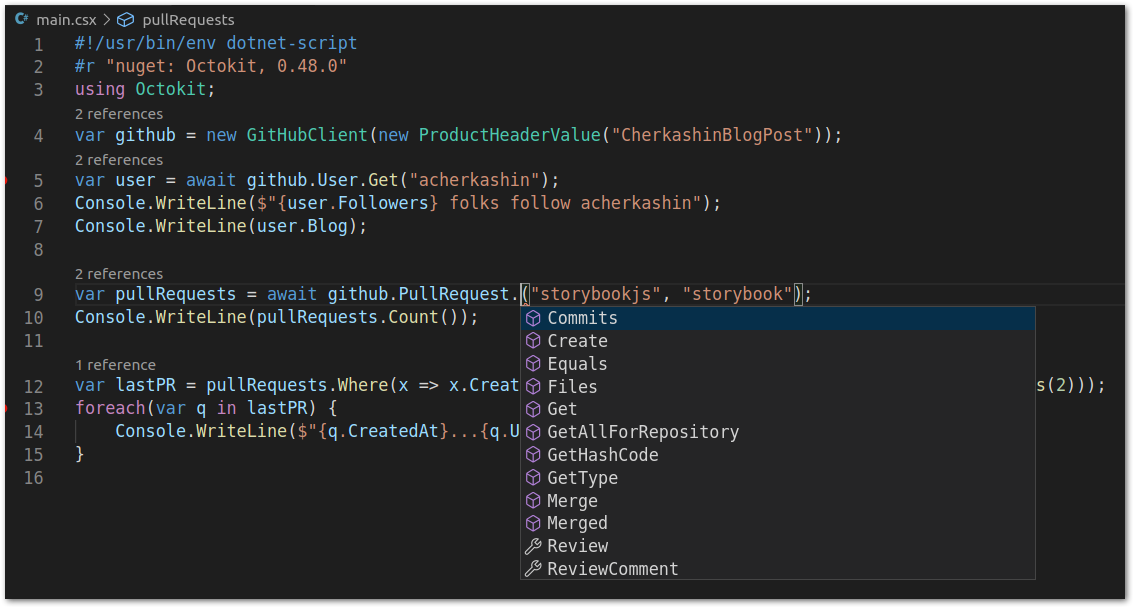 C# main.csx > pullRequests
1 #!/usr/bin/env dotnet-script
2 #r "nuget: Octokit, 0.48.0"
3 using Octokit;
2 references
4 var github = new GitHubClient(new ProductHeaderValue("CherkashinBlogPost"));
2 references
5 var user = await github.User.Get("acherkashin");
6 Console.WriteLine($"{user.Followers} folks follow acherkashin");
7 Console.WriteLine(user.Blog);
8
2 references
9 var pullRequests = await github.PullRequest.("storybookjs", "storybook");
10 Console.WriteLine(pullRequests.Count());
11
1 reference
12 var lastPR = pullRequests.Where(x => x.Creat s(2)));
13 foreach(var q in lastPR) {
14 Console.WriteLine($"{q.CreatedAt}...{q.U
15 }
16
Commits
Create
Equals
Files
Get
GetAllForRepository
GetHashCode
GetType
Merge
Merged
Review
ReviewComment